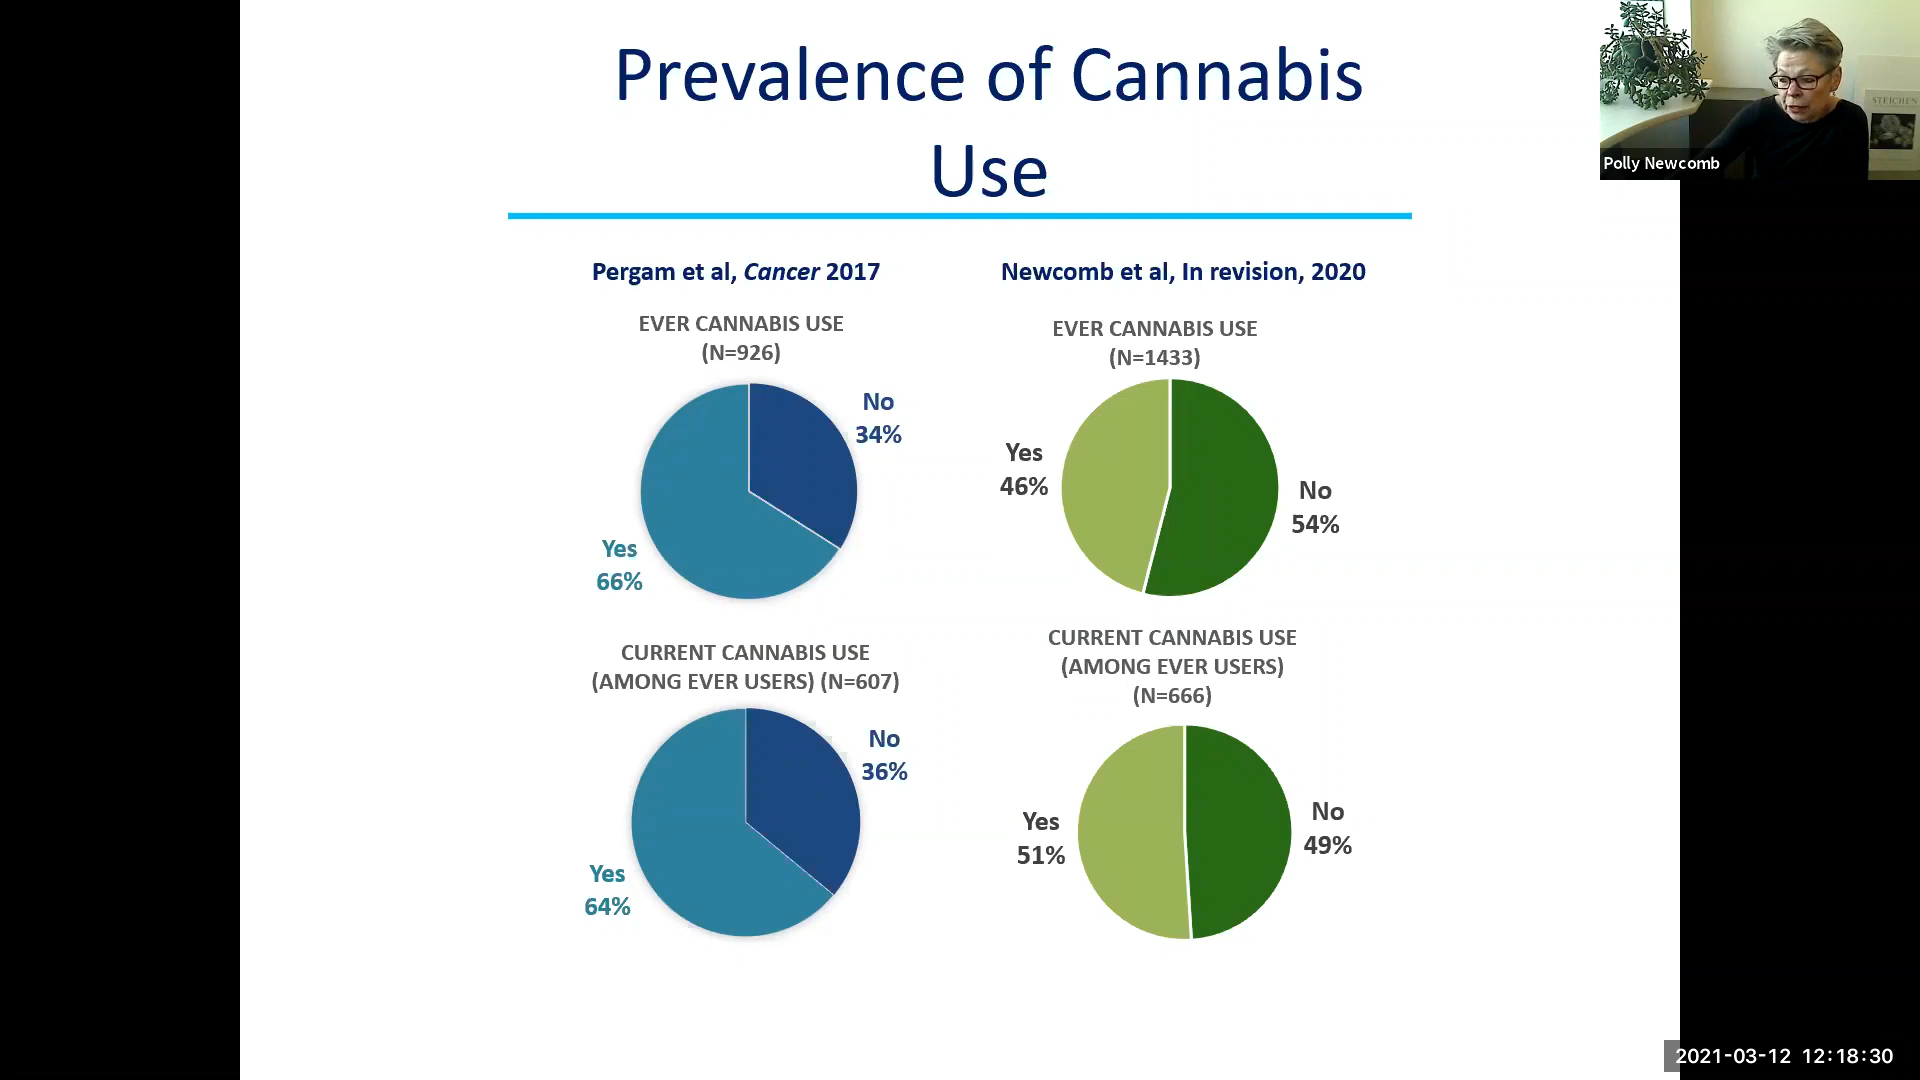 Prevalence of Cannabis
Use
Pergam et al, Cancer 2017
EVER CANNABIS USE
(N=926)
No
34%
Yes
66%
CURRENT CANNABIS USE
(AMONG EVER USERS) (N=607)
No
36%
Yes
64%
Newcomb et al, In revision, 2020
EVER CANNABIS USE
(N=1433)
Yes
46%
No
54%
CURRENT CANNABIS USE
(AMONG EVER USERS)
(N=666)
Yes
51%
No
49%
STEICHEN
Polly Newcomb
2021-03-12 12:18:30